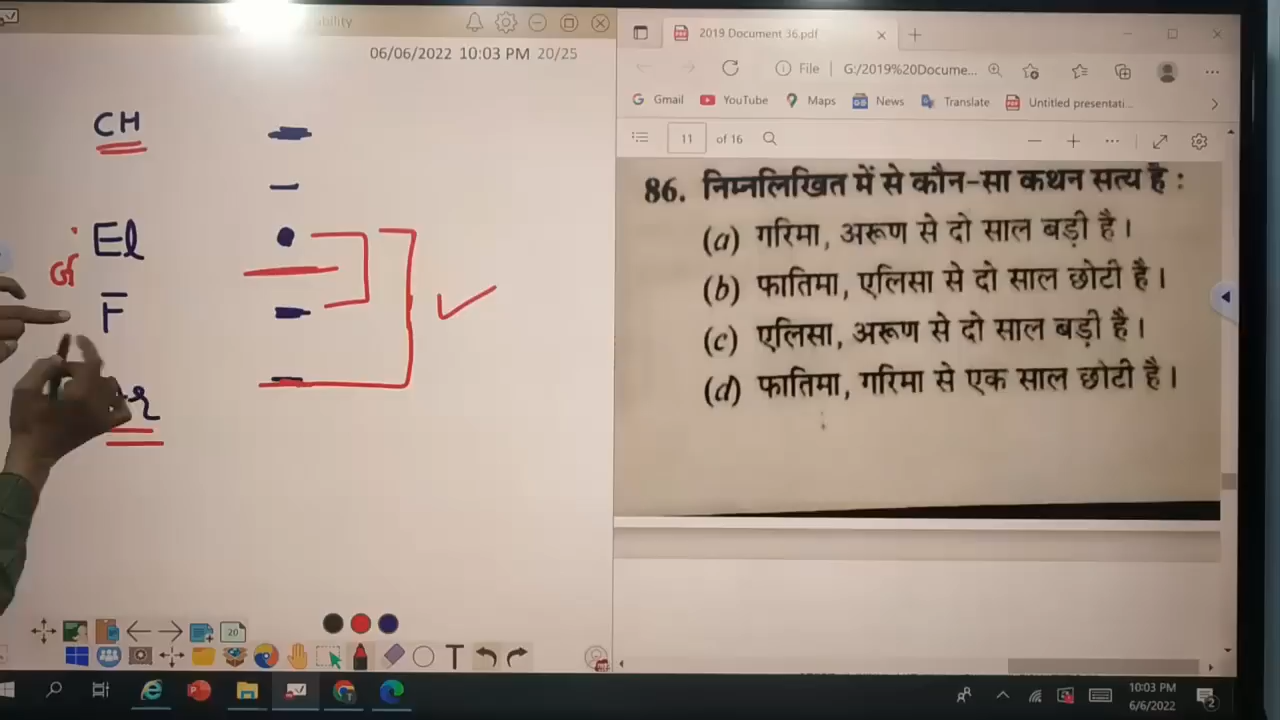 ability
06/06/2022 10:03 PM 20/25
CH
El
G
F
2019 Document 36.pdf
File
G:/2019%20Docume...
Gmail
YouTube
Maps
News
Translate
Untitled presentati...
11 of 16
86. निम्नलिखित में से कौन-सा कथन सत्य है :
(a) गरिमा, अरूण से दो साल बड़ी है।
(b) फातिमा, एलिसा से दो साल छोटी है।
(c) एलिसा, अरूण से दो साल बड़ी है।
(d) फातिमा, गरिमा से एक साल छोटी है।
20
T
10:03 PM
6/6/2022
2